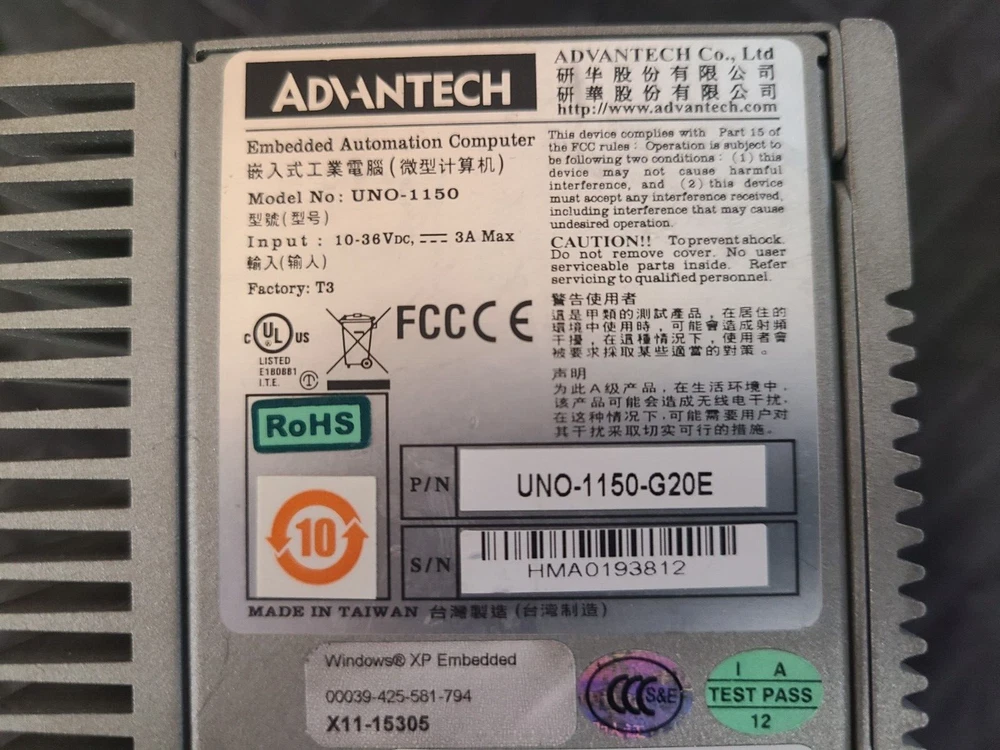 ADVANTECH
ADVANTECH Co., Ltd
研华股份有限公司
研華股份有限公司
http://www.advantech.com
Embedded Automation Computer
嵌入式工業電腦(微型计算机)
Model No: UNO-1150
型號(型号)
Input : 10-36VDC, 3A Max
輸入(输人)
Factory: T3
This device complies with Part 15 of
the FCC rules : Operation is subject to
be following two conditions : (1) this
device may not cause harmful
interference, and (2) this device
must accept any interference received,
including interference that may cause
undesired operation.
CAUTION!! To prevent shock.
Do not remove cover. No user
serviceable parts inside. Refer
servicing to qualified personnel.
警告使用者
這是甲類的測試產品，在居住的
環境中使用時，可能會造成射頻
干擾，在這種情況下，使用者會
被要求採取某些適當的對策。
声明
为此A级产品，在生活环境中，
该产品可能会造成无线电干扰，
在这种情况下，可能需要用户对
其干扰采取切实可行的措施。
C UL US
LISTED
E180881
I.T.E.
FCC CE
RoHS
10
P/N UNO-1150-G20E
S/N HMA0193812
MADE IN TAIWAN 台灣製造(台湾制造)
Windows® XP Embedded
00039-425-581-794
X11-15305
CCC S&E
I A
TEST PASS
12